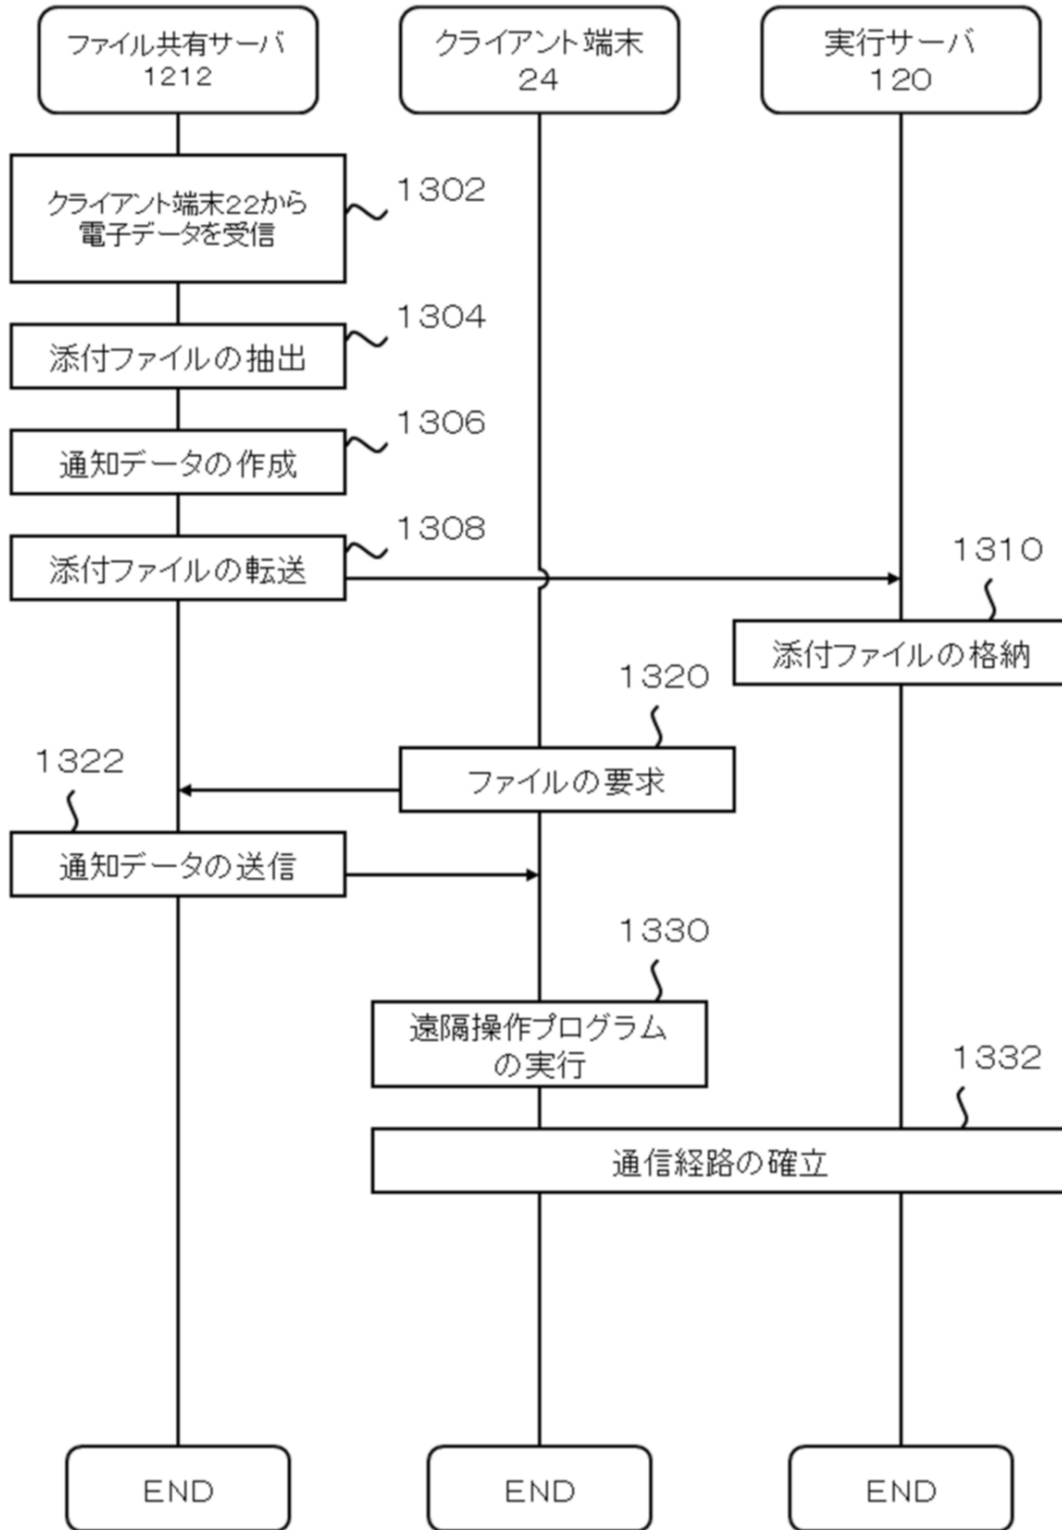 ファイル共有サーバ
1212
クライアント端末
24
実行サーバ
120
クライアント端末22から
電子データを受信
1302
添付ファイルの抽出
1304
通知データの作成
1306
添付ファイルの転送
1308
1310
添付ファイルの格納
1320
ファイルの要求
1322
通知データの送信
1330
遠隔操作プログラム
の実行
1332
通信経路の確立
END
END
END